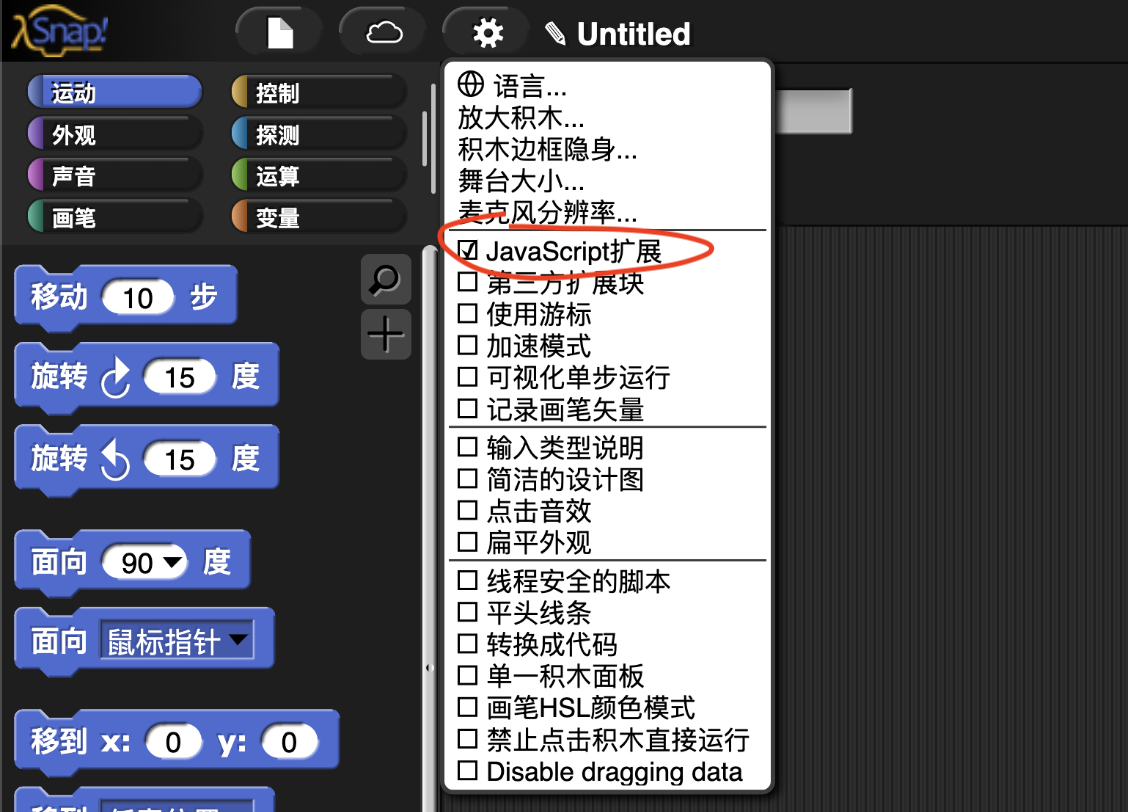 Snap!
Untitled
运动
控制
外观
探测
声音
运算
画笔
变量
移动 10 步
旋转 15 度
旋转 15 度
面向 90 度
面向 鼠标指针
移到 x: 0 y: 0
移到
语言...
放大积木...
积木边框隐身...
舞台大小...
麦克风分辨率...
JavaScript扩展
第三方扩展块
使用游标
加速模式
可视化单步运行
记录画笔矢量
输入类型说明
简洁的设计图
点击音效
扁平外观
线程安全的脚本
平头线条
转换成代码
单一积木面板
画笔HSL颜色模式
禁止点击积木直接运行
Disable dragging data